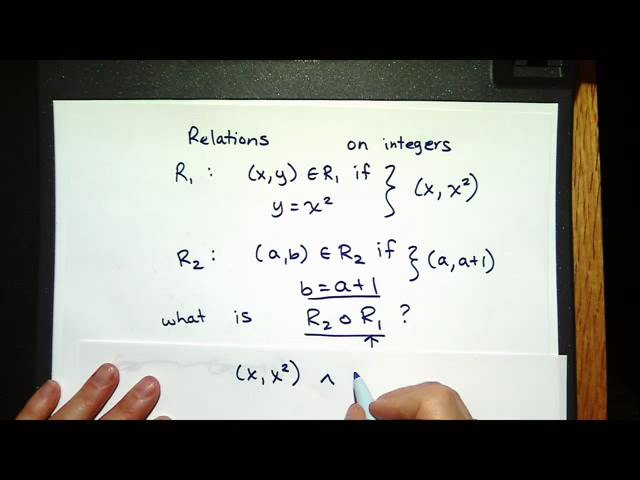 Relations on integers
R₁ : (x,y) ∈ R₁ if
y = x² } (x, x²)
R₂ : (a,b) ∈ R₂ if
b = a+1 } (a, a+1)
what is R₂ ∘ R₁ ?
(x, x²) ∧